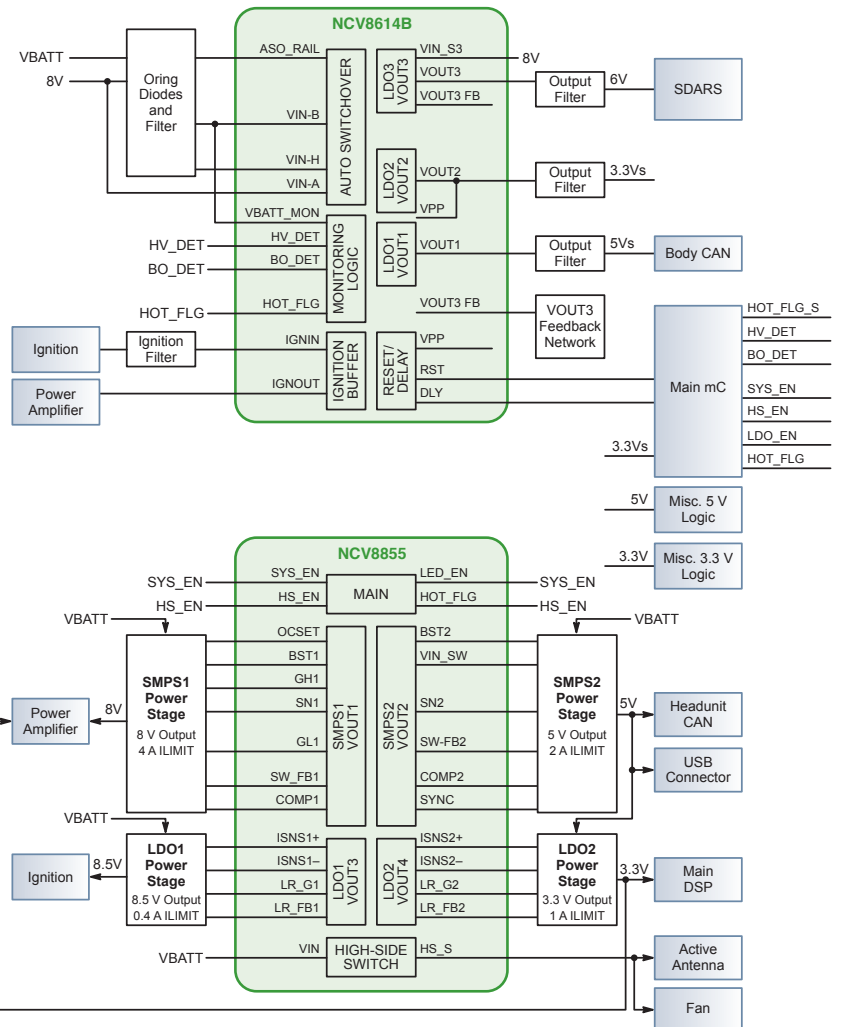 NCV8614B
VBATT
8V
Oring
Diodes
and
Filter
ASO_RAIL
VIN-B
VIN-H
VIN-A
AUTO SWITCHOVER
LDO3
VOUT3
VIN_S3
8V
VOUT3
VOUT3 FB
Output
Filter
6V
SDARS
LDO2
VOUT2
VOUT2
VPP
Output
Filter
3.3Vs
VBATT_MON
HV_DET
HV_DET
BO_DET
BO_DET
HOT_FLG
HOT_FLG
MONITORING
LOGIC
LDO1
VOUT1
VOUT1
Output
Filter
5Vs
Body CAN
VOUT3 FB
VOUT3
Feedback
Network
Ignition
Ignition
Filter
IGNIN
Power
Amplifier
IGNOUT
IGNITION
BUFFER
RESET/
DELAY
VPP
RST
DLY
Main mC
HOT_FLG_S
HV_DET
BO_DET
SYS_EN
HS_EN
LDO_EN
HOT_FLG
3.3Vs
5V
Misc. 5 V
Logic
3.3V
Misc. 3.3 V
Logic
NCV8855
SYS_EN
SYS_EN
HS_EN
HS_EN
MAIN
LED_EN
SYS_EN
HOT_FLG
HS_EN
VBATT
VBATT
Power
Amplifier
8V
SMPS1
Power
Stage
8 V Output
4 A ILIMIT
OCSET
BST1
GH1
SN1
GL1
SW_FB1
COMP1
SMPS1
VOUT1
SMPS2
VOUT2
BST2
VIN_SW
SN2
SW-FB2
COMP2
SYNC
SMPS2
Power
Stage
5 V Output
2 A ILIMIT
5V
Headunit
CAN
USB
Connector
VBATT
Ignition
8.5V
LDO1
Power
Stage
8.5 V Output
0.4 A ILIMIT
ISNS1+
ISNS1–
LR_G1
LR_FB1
LDO1
VOUT3
LDO2
VOUT4
ISNS2+
ISNS2–
LR_G2
LR_FB2
LDO2
Power
Stage
3.3 V Output
1 A ILIMIT
3.3V
Main
DSP
VBATT
VIN
HIGH-SIDE
SWITCH
HS_S
Active
Antenna
Fan